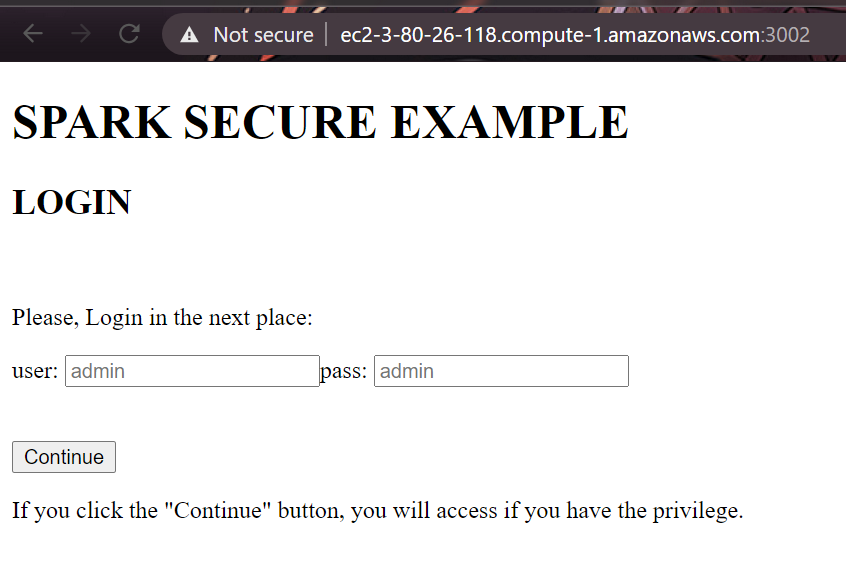 Not secure ec2-3-80-26-118.compute-1.amazonaws.com:3002
SPARK SECURE EXAMPLE
LOGIN
Please, Login in the next place:
user: admin pass: admin
Continue
If you click the "Continue" button, you will access if you have the privilege.